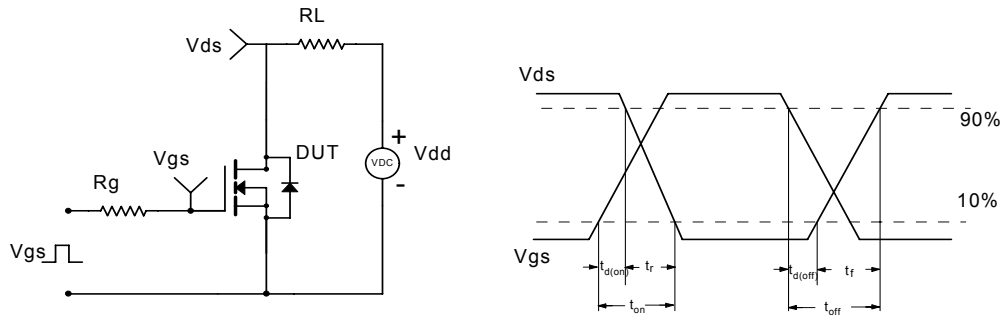 RL
Vds
Vgs
DUT
Rg
+
VDC
-
Vdd
Vgs
Vds
90%
10%
Vgs
td(on)
tr
td(off)
tf
ton
toff